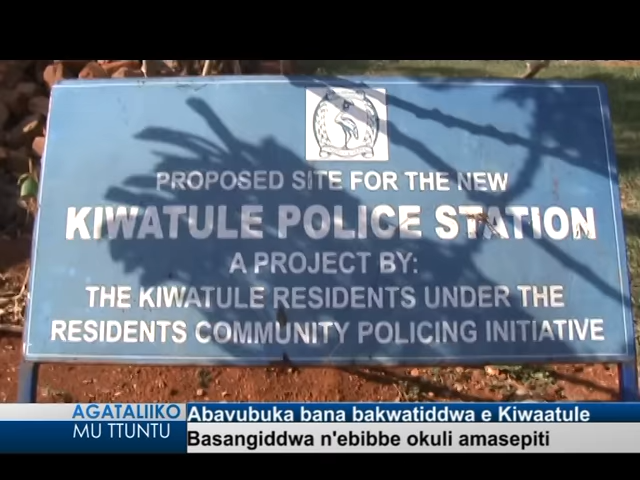 PROPOSED SITE FOR THE NEW
KIWATULE POLICE STATION
A PROJECT BY:
THE KIWATULE RESIDENTS UNDER THE
RESIDENTS COMMUNITY POLICING INITIATIVE
AGATALIIKO
MU TTUNTU
Abavubuka bana bakwatiddwa e Kiwaatule
Basangiddwa n'ebibbe okuli amasepiti